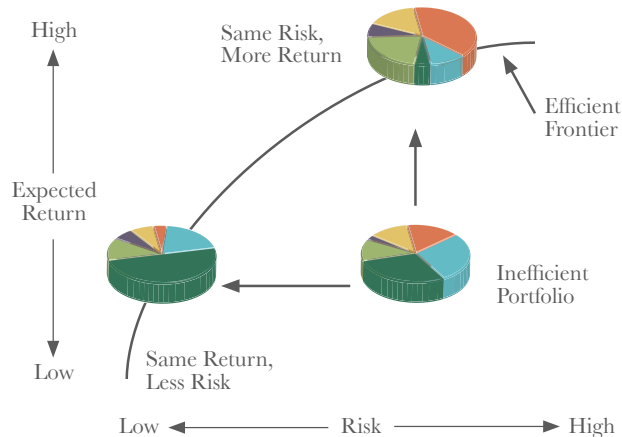 High
Same Risk,
More Return
Efficient
Frontier
Expected
Return
Inefficient
Portfolio
Same Return,
Less Risk
Low
Low
Risk
High